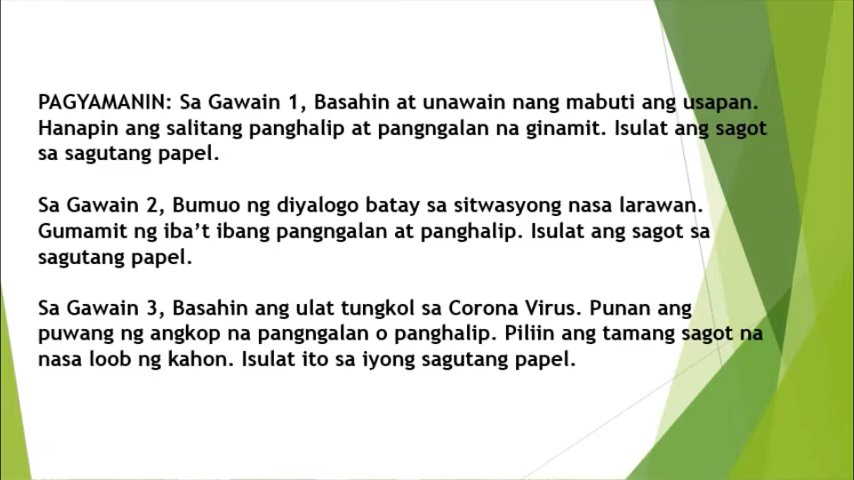 PAGYAMANIN: Sa Gawain 1, Basahin at unawain nang mabuti ang usapan.
Hanapin ang salitang panghalip at pangngalan na ginamit. Isulat ang sagot
sa sagutang papel.
Sa Gawain 2, Bumuo ng diyalogo batay sa sitwasyong nasa larawan.
Gumamit ng iba’t ibang pangngalan at panghalip. Isulat ang sagot sa
sagutang papel.
Sa Gawain 3, Basahin ang ulat tungkol sa Corona Virus. Punan ang
puwang ng angkop na pangngalan o panghalip. Piliin ang tamang sagot na
nasa loob ng kahon. Isulat ito sa iyong sagutang papel.